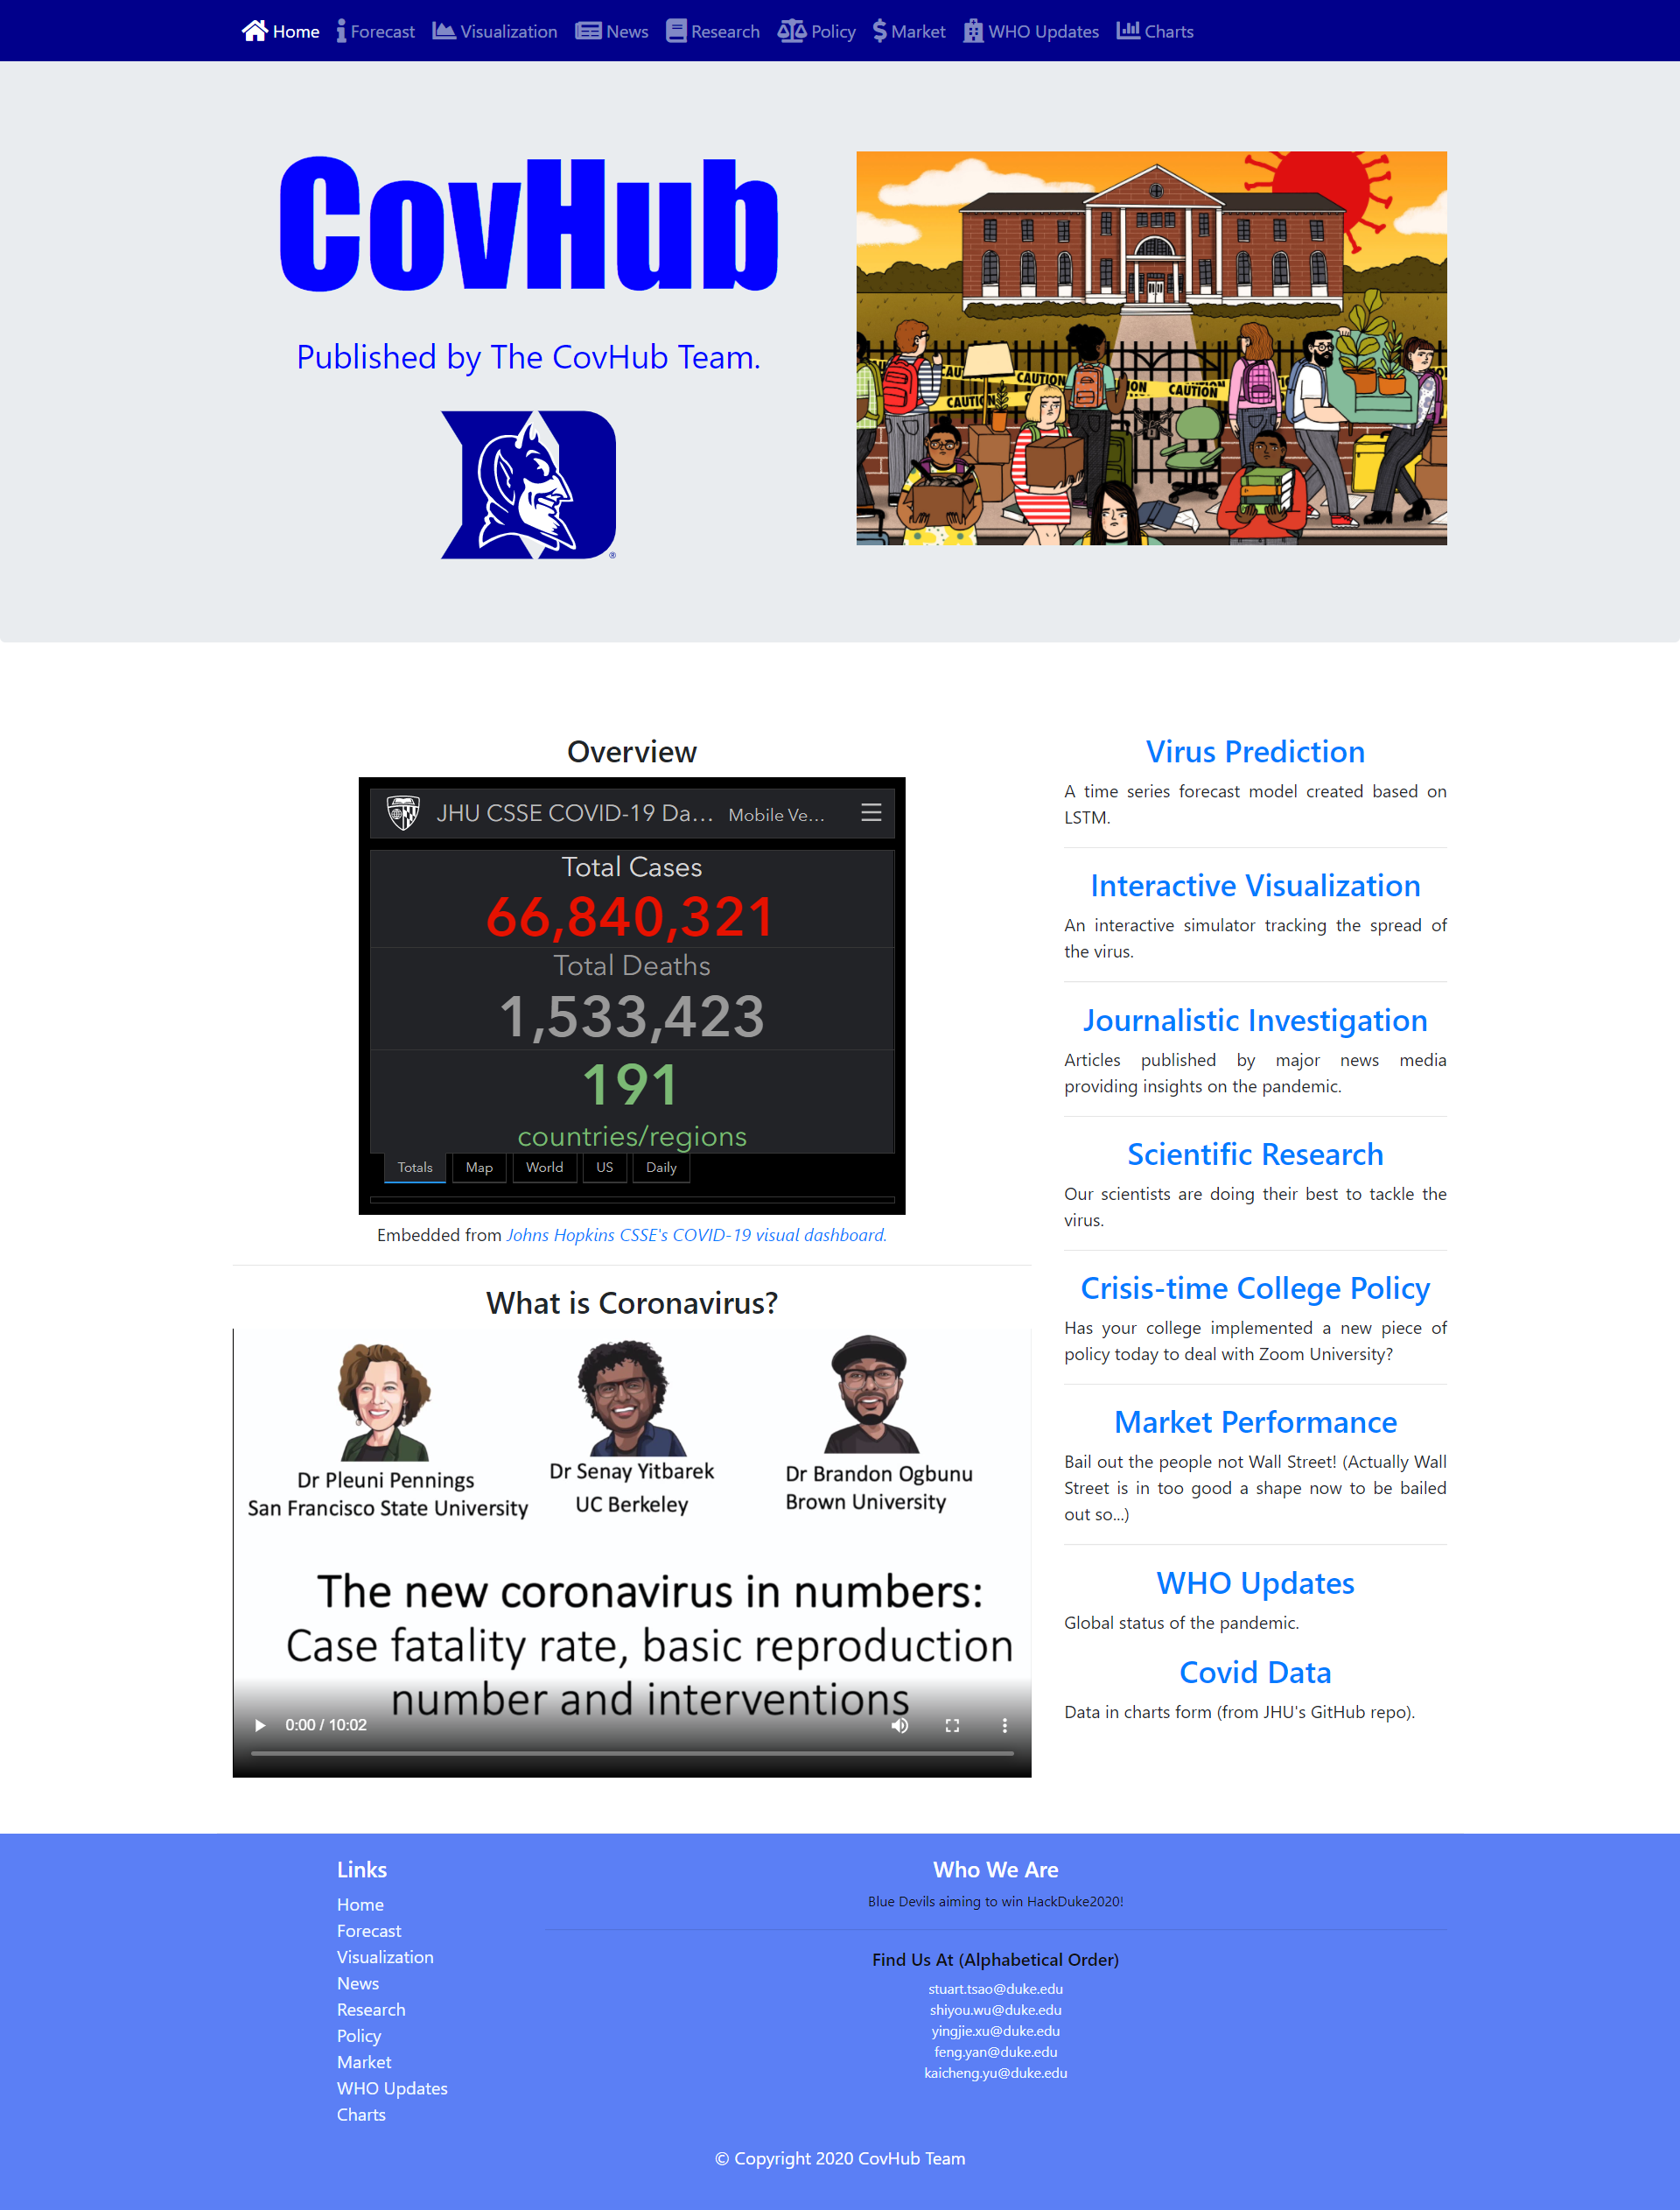 Home Forecast Visualization News Research Policy Market WHO Updates Charts
CovHub
Published by The CovHub Team.
®
CAUTION
CAUTION
CAUTION
CAUTION
Overview
JHU CSSE COVID-19 Da... Mobile Ve...
Total Cases
66,840,321
Total Deaths
1,533,423
191
countries/regions
Totals Map World US Daily
Embedded from Johns Hopkins CSSE's COVID-19 visual dashboard.
What is Coronavirus?
Dr Pleuni Pennings
San Francisco State University
Dr Senay Yitbarek
UC Berkeley
Dr Brandon Ogbunu
Brown University
The new coronavirus in numbers:
Case fatality rate, basic reproduction
number and interventions
0:00 / 10:02
Virus Prediction
A time series forecast model created based on
LSTM.
Interactive Visualization
An interactive simulator tracking the spread of
the virus.
Journalistic Investigation
Articles published by major news media
providing insights on the pandemic.
Scientific Research
Our scientists are doing their best to tackle the
virus.
Crisis-time College Policy
Has your college implemented a new piece of
policy today to deal with Zoom University?
Market Performance
Bail out the people not Wall Street! (Actually Wall
Street is in too good a shape now to be bailed
out so...)
WHO Updates
Global status of the pandemic.
Covid Data
Data in charts form (from JHU's GitHub repo).
Links
Home
Forecast
Visualization
News
Research
Policy
Market
WHO Updates
Charts
Who We Are
Blue Devils aiming to win HackDuke2020!
Find Us At (Alphabetical Order)
stuart.tsao@duke.edu
shiyou.wu@duke.edu
yingjie.xu@duke.edu
feng.yan@duke.edu
kaicheng.yu@duke.edu
© Copyright 2020 CovHub Team